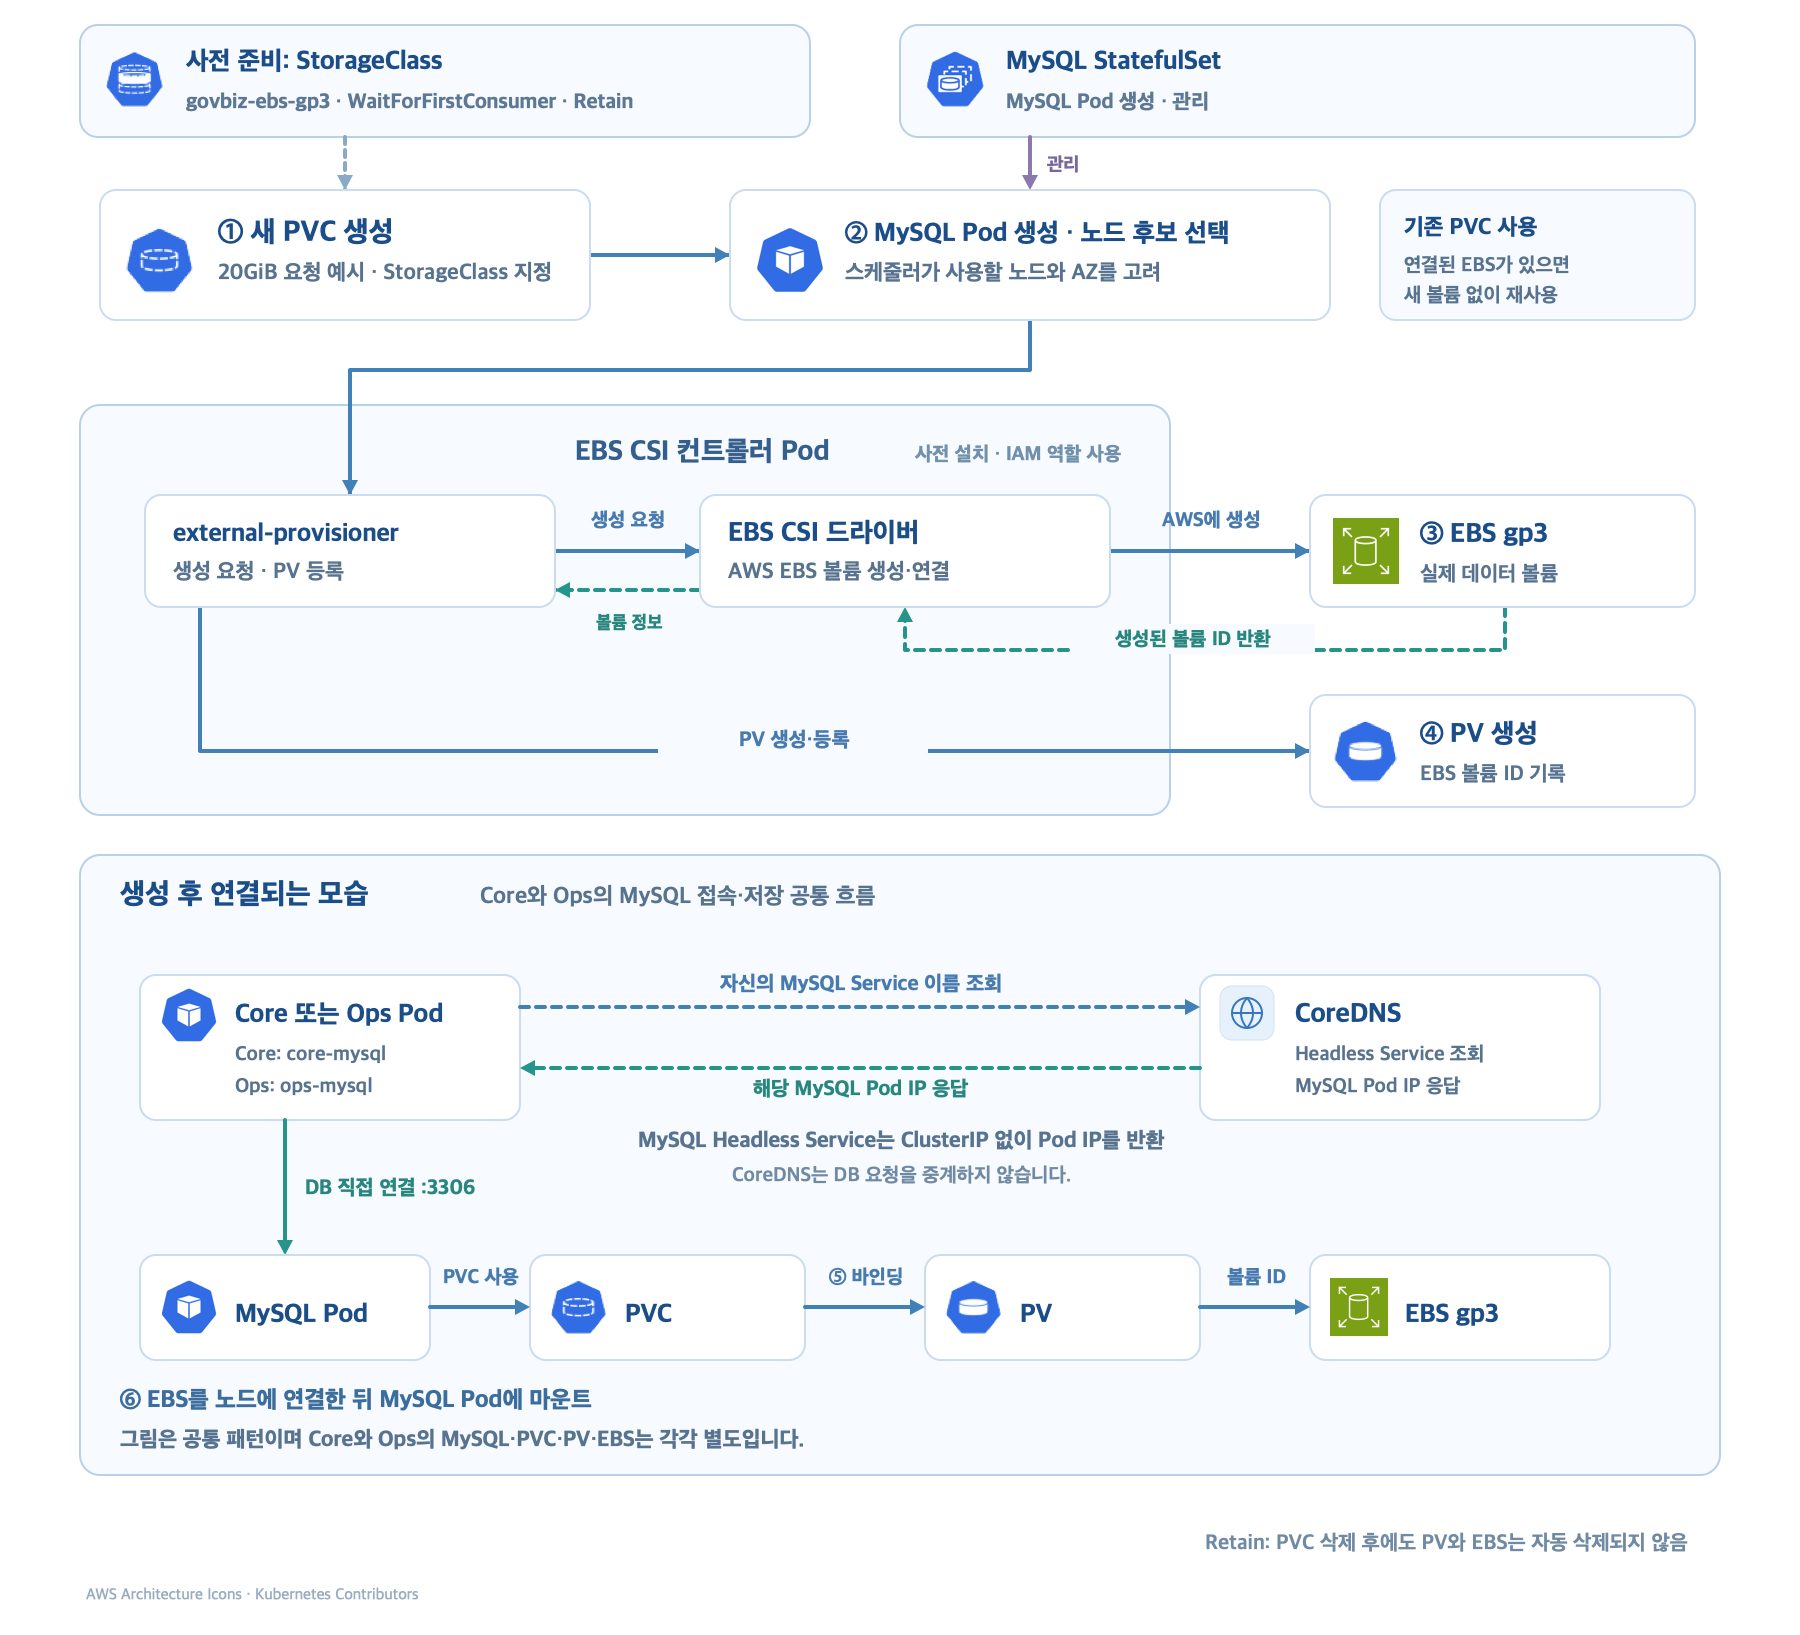 사전 준비: StorageClass
govbiz-ebs-gp3 · WaitForFirstConsumer · Retain
MySQL StatefulSet
MySQL Pod 생성 · 관리
관리
① 새 PVC 생성
20GiB 요청 예시 · StorageClass 지정
② MySQL Pod 생성 · 노드 후보 선택
스케줄러가 사용할 노드와 AZ를 고려
기존 PVC 사용
연결된 EBS가 있으면
새 볼륨 없이 재사용
EBS CSI 컨트롤러 Pod
사전 설치 · IAM 역할 사용
external-provisioner
생성 요청 · PV 등록
생성 요청
볼륨 정보
EBS CSI 드라이버
AWS EBS 볼륨 생성·연결
AWS에 생성
③ EBS gp3
실제 데이터 볼륨
생성된 볼륨 ID 반환
PV 생성·등록
④ PV 생성
EBS 볼륨 ID 기록
생성 후 연결되는 모습
Core와 Ops의 MySQL 접속·저장 공통 흐름
Core 또는 Ops Pod
Core: core-mysql
Ops: ops-mysql
자신의 MySQL Service 이름 조회
해당 MySQL Pod IP 응답
CoreDNS
Headless Service 조회
MySQL Pod IP 응답
MySQL Headless Service는 ClusterIP 없이 Pod IP를 반환
CoreDNS는 DB 요청을 중계하지 않습니다.
DB 직접 연결 :3306
MySQL Pod
PVC 사용
PVC
⑤ 바인딩
PV
볼륨 ID
EBS gp3
⑥ EBS를 노드에 연결한 뒤 MySQL Pod에 마운트
그림은 공통 패턴이며 Core와 Ops의 MySQL·PVC·PV·EBS는 각각 별도입니다.
Retain: PVC 삭제 후에도 PV와 EBS는 자동 삭제되지 않음
AWS Architecture Icons · Kubernetes Contributors